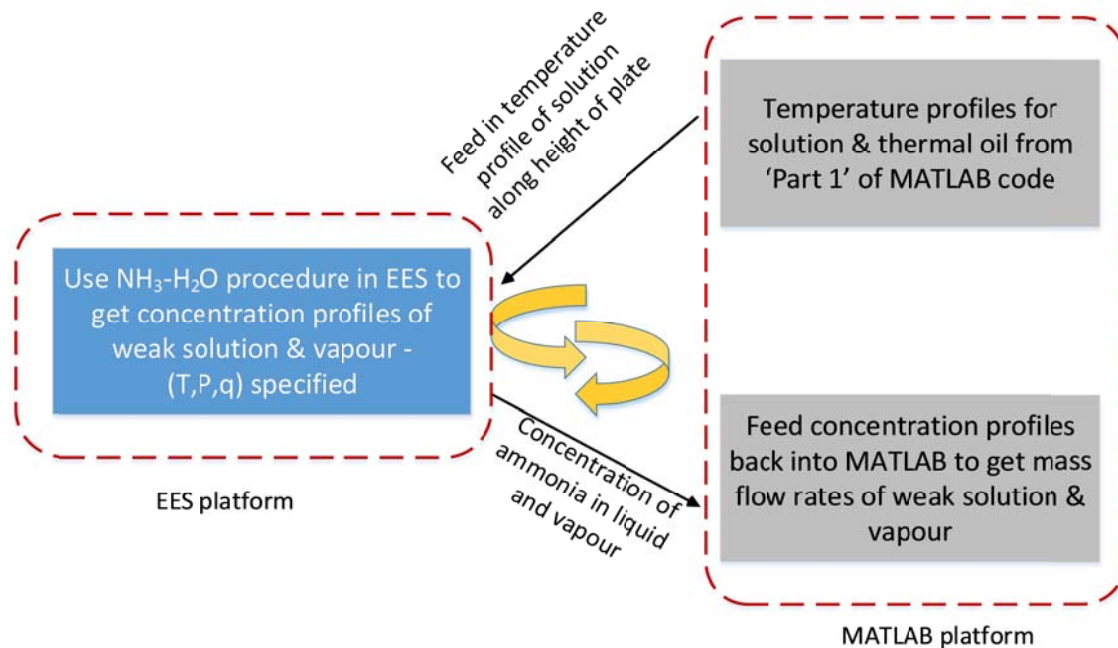 Feed in temperature
profile of solution
along height of plate
Temperature profiles for
solution & thermal oil from
‘Part 1’ of MATLAB code
Use NH₃-H₂O procedure in EES to
get concentration profiles of
weak solution & vapour -
(T,P,q) specified
EES platform
Concentration of
ammonia in liquid
and vapour
Feed concentration profiles
back into MATLAB to get mass
flow rates of weak solution &
vapour
MATLAB platform